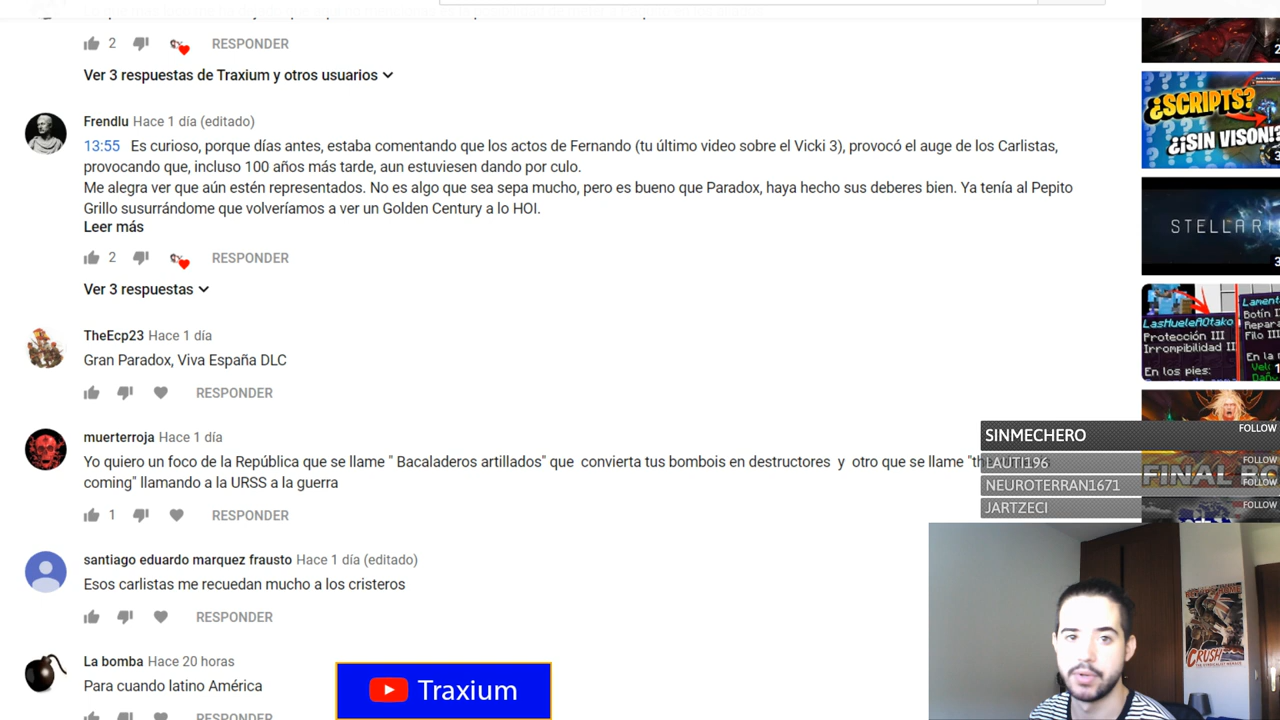 2 RESPONDER
Ver 3 respuestas de Traxium y otros usuarios
Frendlu Hace 1 día (editado)
13:55 Es curioso, porque días antes, estaba comentando que los actos de Fernando (tu último video sobre el Vicki 3), provocó el auge de los Carlistas,
provocando que, incluso 100 años más tarde, aun estuviesen dando por culo.
Me alegra ver que aún estén representados. No es algo que sea sepa mucho, pero es bueno que Paradox, haya hecho sus deberes bien. Ya tenía al Pepito
Grillo susurrándome que volveríamos a ver un Golden Century a lo HOI.
Leer más
2 RESPONDER
Ver 3 respuestas
TheEcp23 Hace 1 día
Gran Paradox, Viva España DLC
RESPONDER
muerterroja Hace 1 día
Yo quiero un foco de la República que se llame " Bacaladeros artillados" que convierta tus bombois en destructores y otro que se llame
coming" llamando a la URSS a la guerra
1 RESPONDER
santiago eduardo marquez frausto Hace 1 día (editado)
Esos carlistas me recuedan mucho a los cristeros
RESPONDER
La bomba Hace 20 horas
Para cuando latino América
RESPONDER
Traxium
¿SCRIPTS?
¿¡SIN VISON!?
STELLARIS
LasHueleAOtako
Protección III
Irrompibilidad II
En los pies:
Botín
Filo III
En la
SINMECHERO FOLLOW
LAUTI196 FOLLOW
NEUROTERRAN1671 FOLLOW
JARTZECI FOLLOW
FINAL
CRUSH